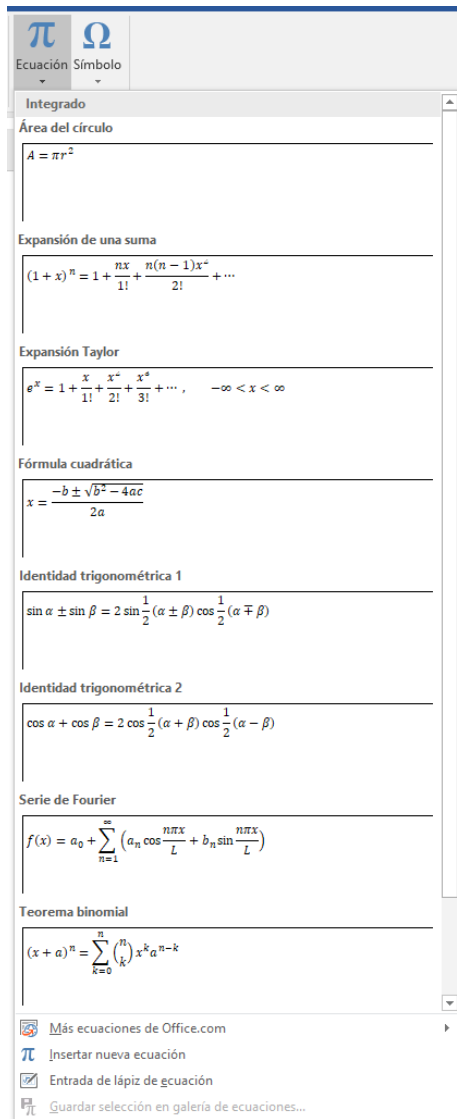 π Ω
Ecuación Símbolo
Integrado
Área del círculo
A = πr²
Expansión de una suma
(1 + x)ⁿ = 1 + nx/1! + n(n − 1)x²/2! + ⋯
Expansión Taylor
eˣ = 1 + x/1! + x²/2! + x³/3! + ⋯ , −∞ < x < ∞
Fórmula cuadrática
x = (−b ± √(b² − 4ac))/2a
Identidad trigonométrica 1
sin α ± sin β = 2 sin 1/2 (α ± β) cos 1/2 (α ∓ β)
Identidad trigonométrica 2
cos α + cos β = 2 cos 1/2 (α + β) cos 1/2 (α − β)
Serie de Fourier
f(x) = a₀ + ∑_{n=1}^{∞} (aₙ cos nπx/L + bₙ sin nπx/L)
Teorema binomial
(x + a)ⁿ = ∑_{k=0}^{n} (n k) xᵏaⁿ⁻ᵏ
Más ecuaciones de Office.com
π Insertar nueva ecuación
Entrada de lápiz de ecuación
π Guardar selección en galería de ecuaciones...